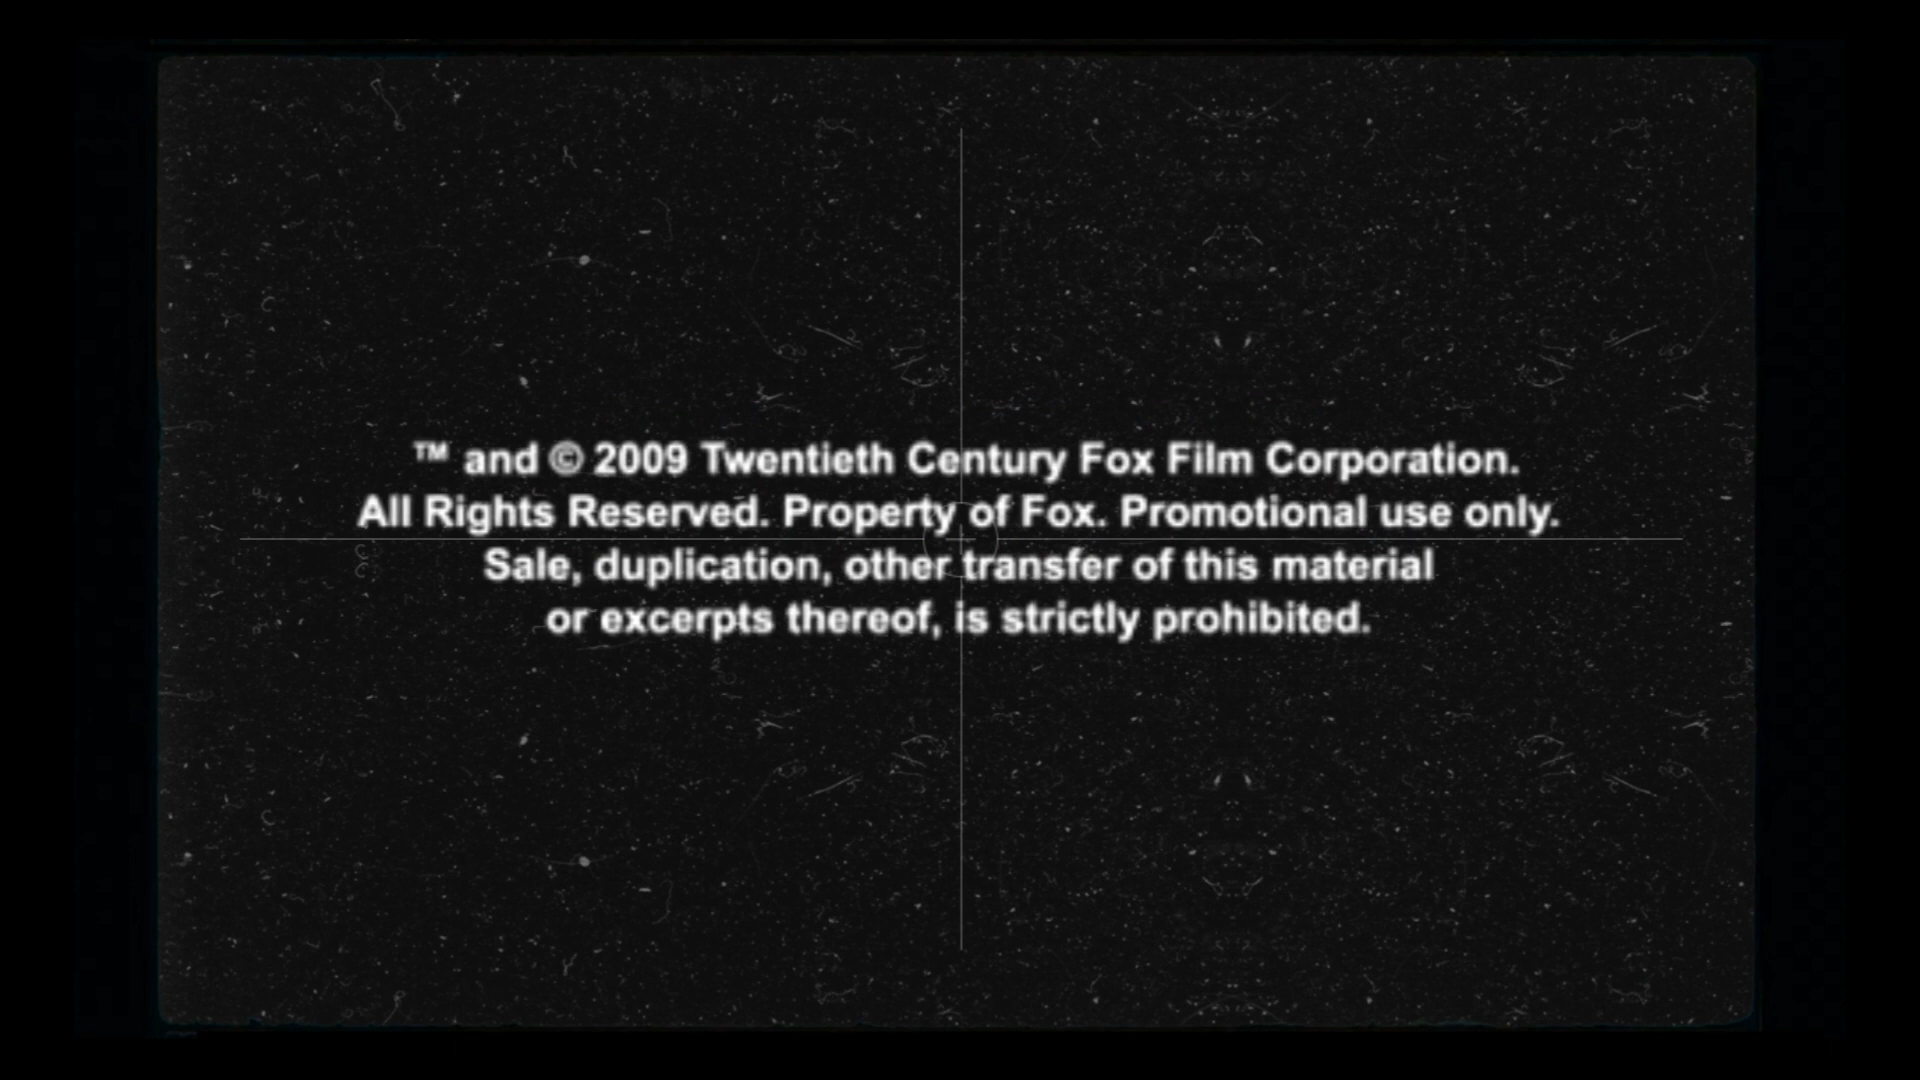 ™ and © 2009 Twentieth Century Fox Film Corporation.
All Rights Reserved. Property of Fox. Promotional use only.
Sale, duplication, other transfer of this material
or excerpts thereof, is strictly prohibited.